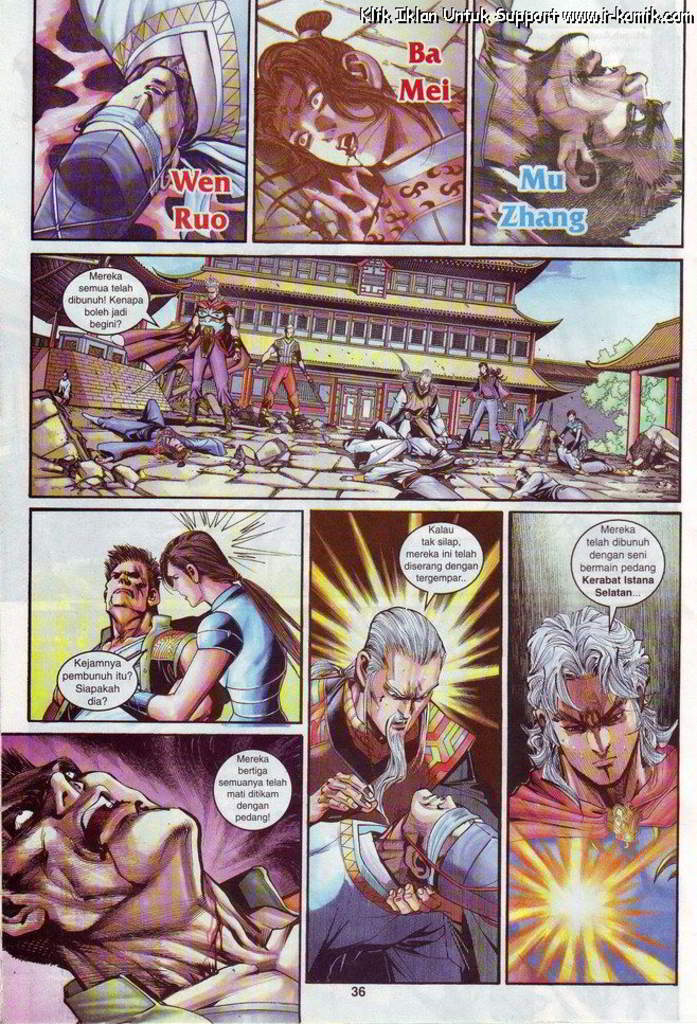 Klik Iklan Untuk Support www.i-komik.com
Wen
Ruo
Ba
Mei
Mu
Zhang
Mereka
semua telah
dibunuh! Kenapa
boleh jadi
begini?
Kejamnya
pembunuh itu?
Siapakah
dia?
Mereka
bertiga
semuanya telah
mati ditikam
dengan
pedang!
Kalau
tak silap,
mereka ini telah
diserang dengan
tergempar..
Mereka
telah dibunuh
dengan seni
bermain pedang
Kerabat Istana
Selatan...
36